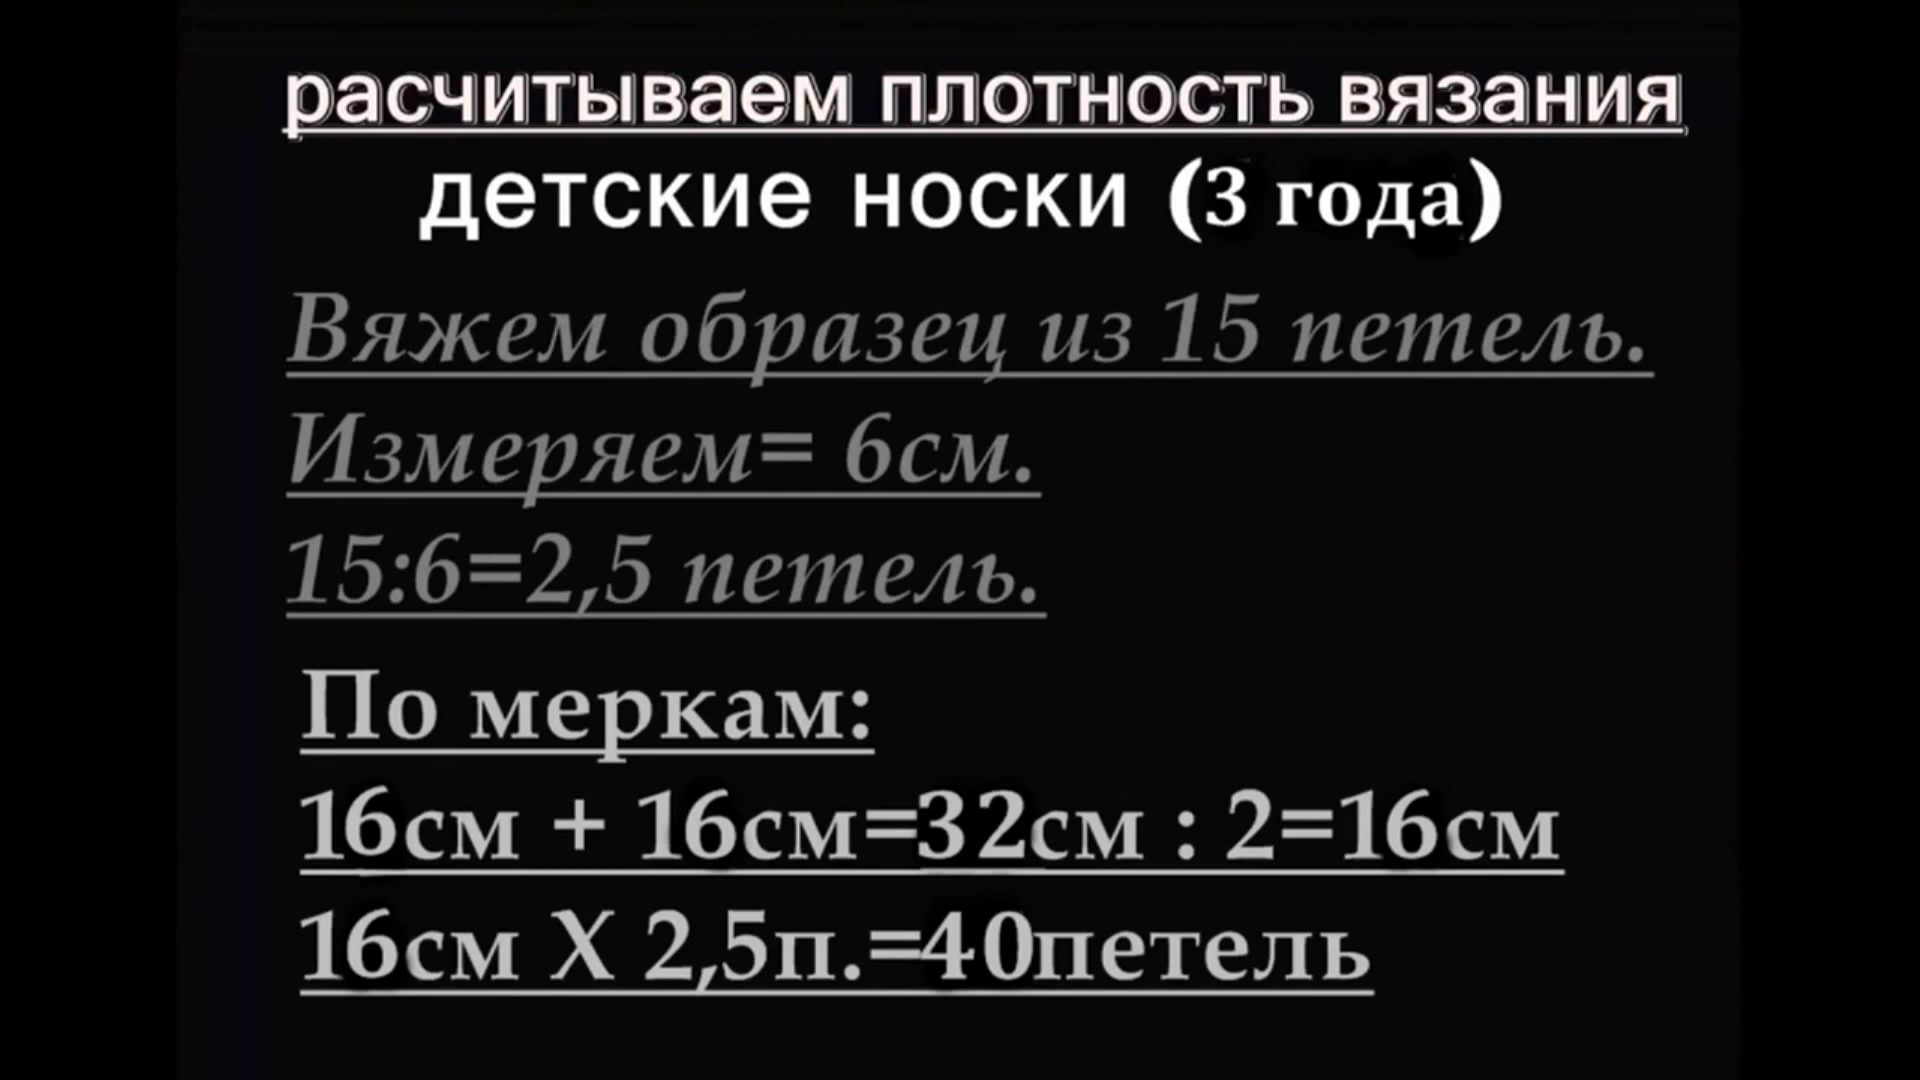 расчитываем плотность вязания
детские носки (3 года)
Вяжем образец из 15 петель.
Измеряем= 6см.
15:6=2,5 петель.
По меркам:
16см + 16см=32см : 2=16см
16см Х 2,5п.=40петель